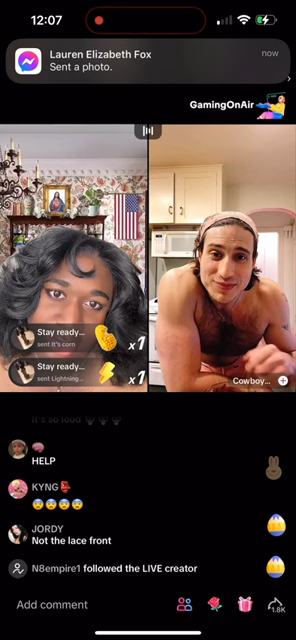 12:07
Lauren Elizabeth Fox
now
Sent a photo.
GamingOnAir
Stay ready...
sent It's corn
x1
Stay ready...
sent Lightning...
x1
Cowboy...
It's so loud
HELP
KYNG
JORDY
Not the lace front
N8empire1 followed the LIVE creator
Add comment
1.8K